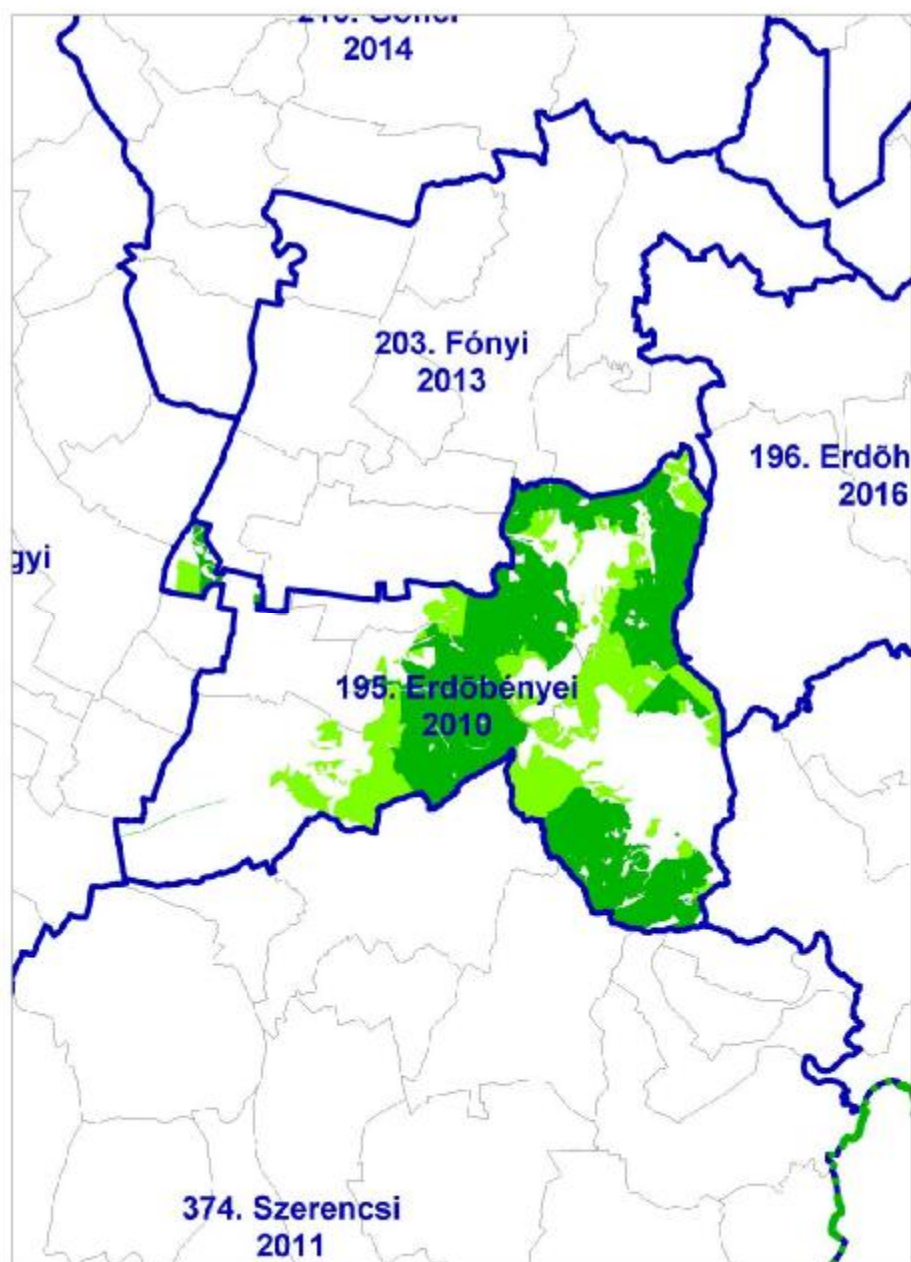 2014
203. Fónyi
2013
196. Erdõh
2016
gyi
195. Erdõbényei
2010
374. Szerencsi
2011